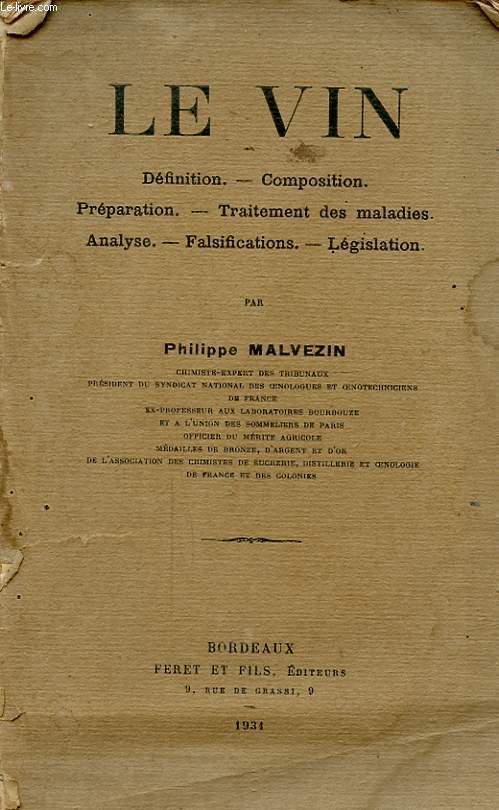 Le-livre.com
LE VIN
Définition. — Composition.
Préparation. — Traitement des maladies.
Analyse. — Falsifications. — Législation.
PAR
Philippe MALVEZIN
CHIMISTE-EXPERT DES TRIBUNAUX
PRÉSIDENT DU SYNDICAT NATIONAL DES ŒNOLOGUES ET ŒNOTECHNICIENS
DE FRANCE
EX-PROFESSEUR AUX LABORATOIRES BOURBOUZE
ET A L'UNION DES SOMMELIERS DE PARIS
OFFICIER DU MÉRITE AGRICOLE
MÉDAILLES DE BRONZE, D'ARGENT ET D'OR
DE L'ASSOCIATION DES CHIMISTES DE SUCRERIE, DISTILLERIE ET ŒNOLOGIE
DE FRANCE ET DES COLONIES
BORDEAUX
FERET ET FILS, ÉDITEURS
9, RUE DE GRASSI, 9
1931